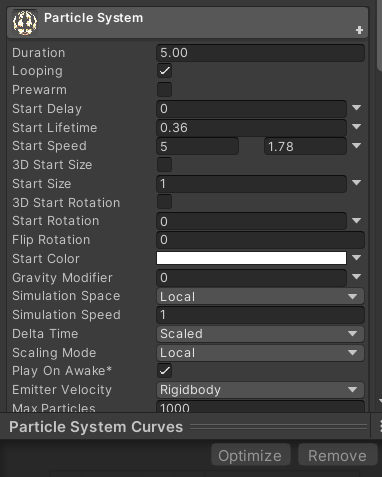 Particle System
Duration 5.00
Looping
Prewarm
Start Delay 0
Start Lifetime 0.36
Start Speed 5 1.78
3D Start Size
Start Size 1
3D Start Rotation
Start Rotation 0
Flip Rotation 0
Start Color
Gravity Modifier 0
Simulation Space Local
Simulation Speed 1
Delta Time Scaled
Scaling Mode Local
Play On Awake*
Emitter Velocity Rigidbody
Max Particles 1000
Particle System Curves
Optimize Remove